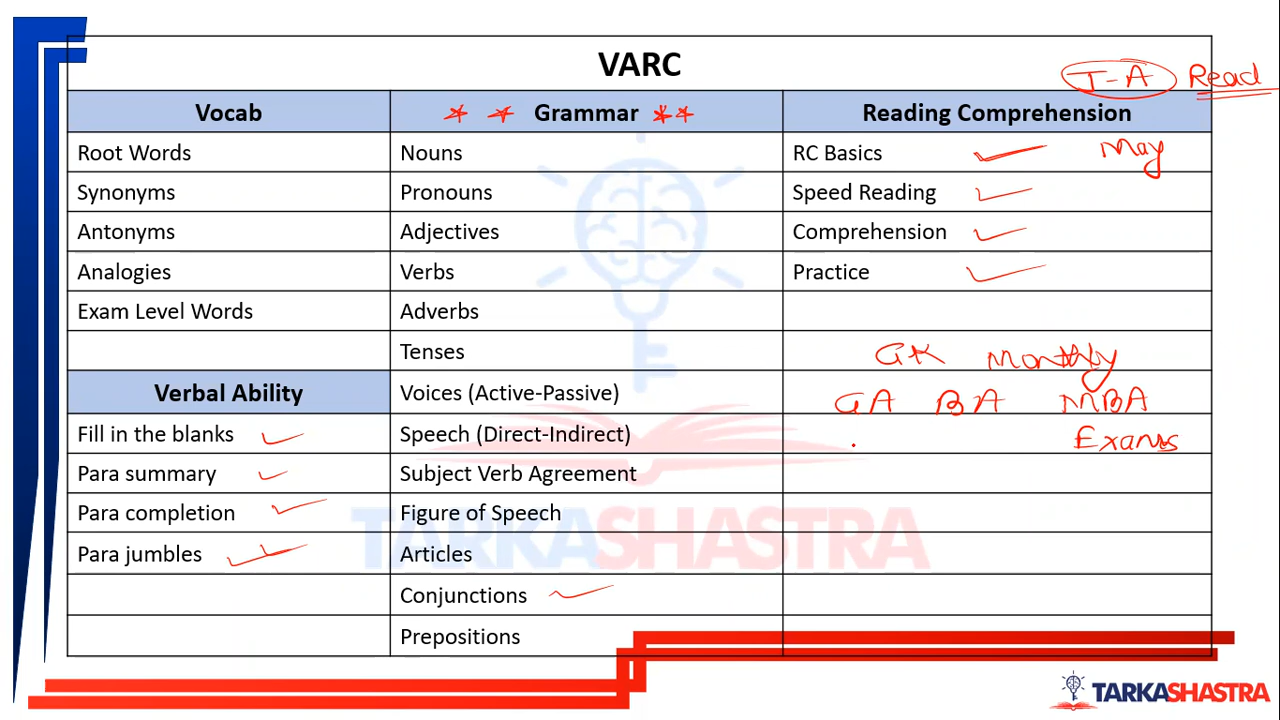 VARC
T-A Read
Vocab Grammar Reading Comprehension
Root Words Nouns RC Basics May
Synonyms Pronouns Speed Reading
Antonyms Adjectives Comprehension
Analogies Verbs Practice
Exam Level Words Adverbs
Tenses GK Monthly
Verbal Ability Voices (Active-Passive) GA BA MBA
Fill in the blanks Speech (Direct-Indirect) Exams
Para summary Subject Verb Agreement
Para completion Figure of Speech
TARKASHASTRA
Para jumbles Articles
Conjunctions
Prepositions
TARKASHASTRA